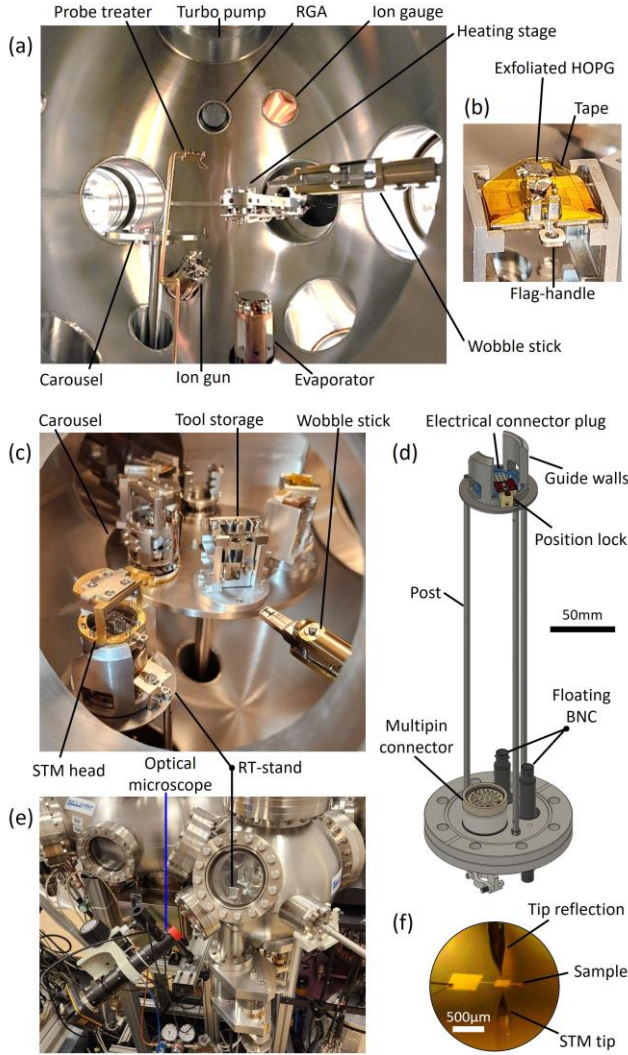 Probe treater
Turbo pump
RGA
Ion gauge
Heating stage
(a)
Carousel
Ion gun
Evaporator
Wobble stick
Exfoliated HOPG
(b)
Tape
Flag-handle
Carousel
Tool storage
Wobble stick
(c)
STM head
Optical
microscope
RT-stand
Electrical connector plug
(d)
Guide walls
Position lock
Post
50mm
Floating
BNC
Multipin
connector
(e)
(f)
Tip reflection
Sample
500μm
STM tip